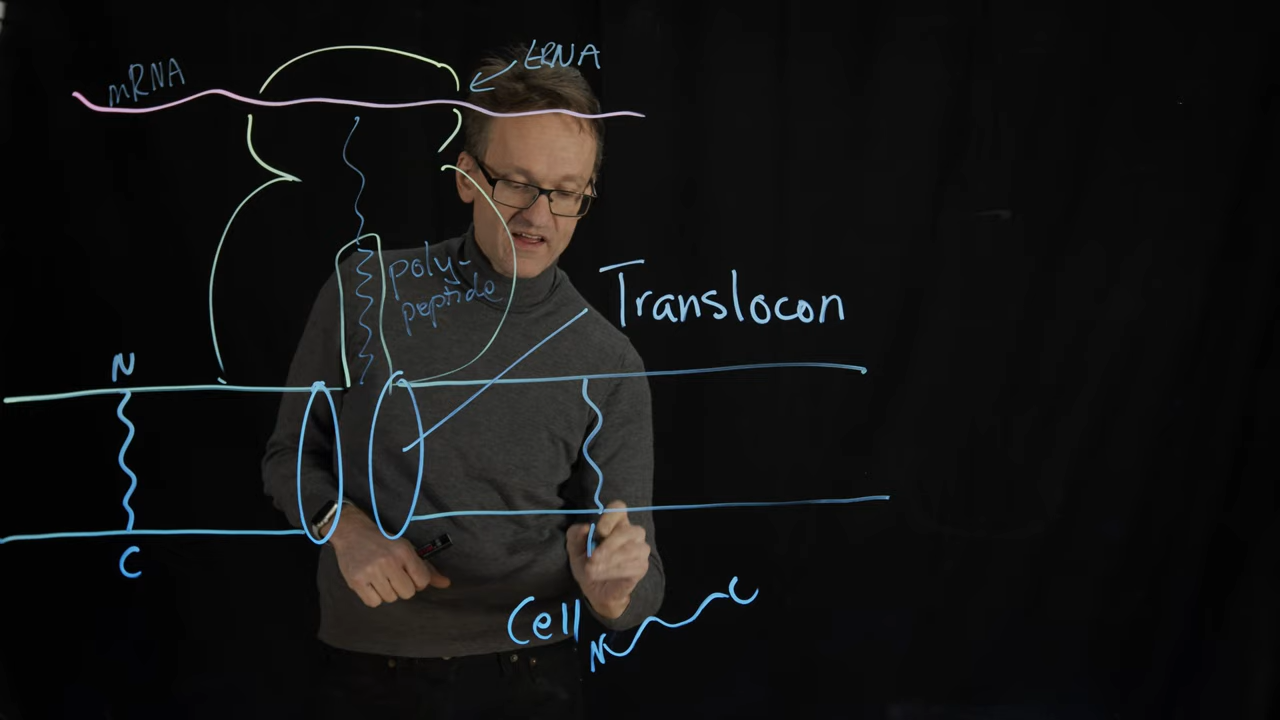 mRNA
tRNA
poly-
peptide
Translocon
N
C
Cell
N
C